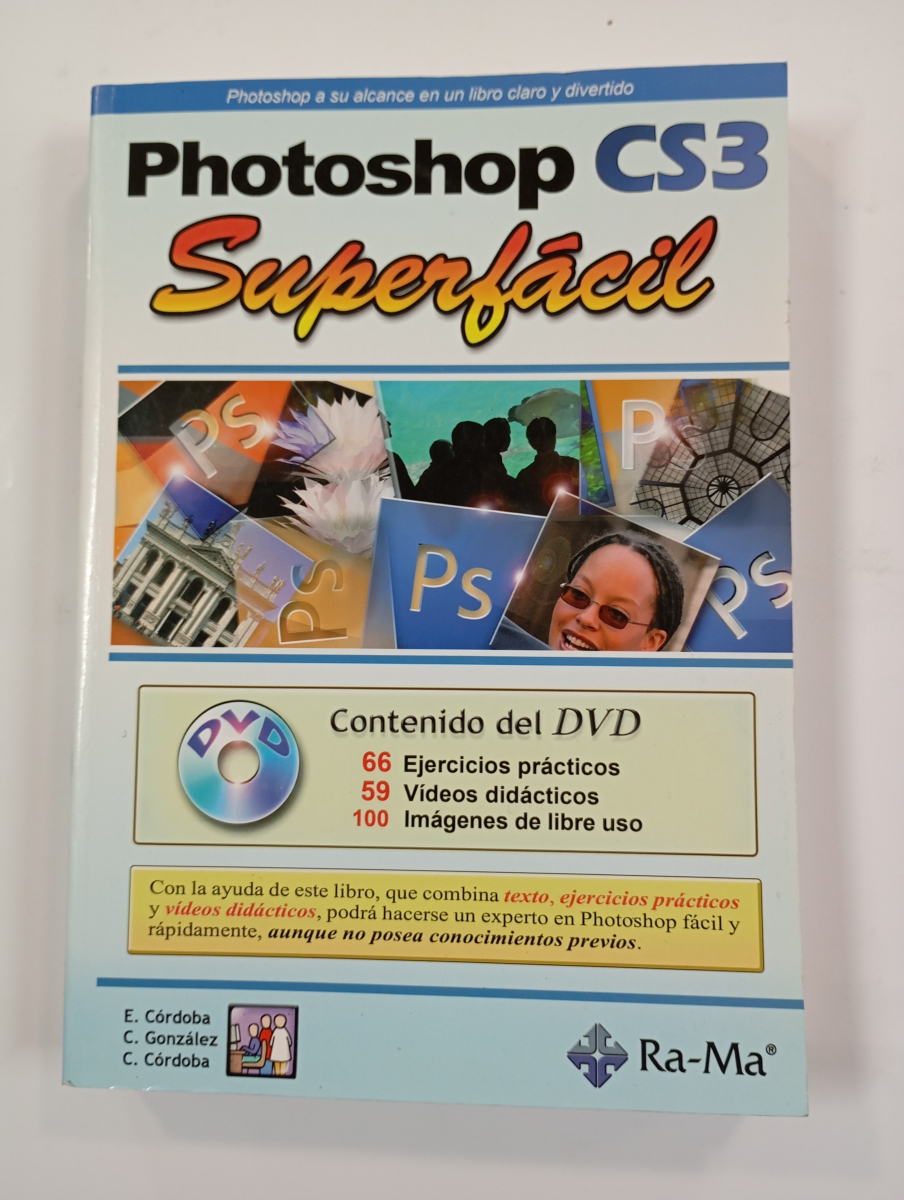 Photoshop a su alcance en un libro claro y divertido
Photoshop CS3
Superfácil
Ps
Ps
Ps
Ps
Ps
DVD
Contenido del DVD
66 Ejercicios prácticos
59 Vídeos didácticos
100 Imágenes de libre uso
Con la ayuda de este libro, que combina texto, ejercicios prácticos
y vídeos didácticos, podrá hacerse un experto en Photoshop fácil y
rápidamente, aunque no posea conocimientos previos.
E. Córdoba
C. González
C. Córdoba
Ra-Ma®